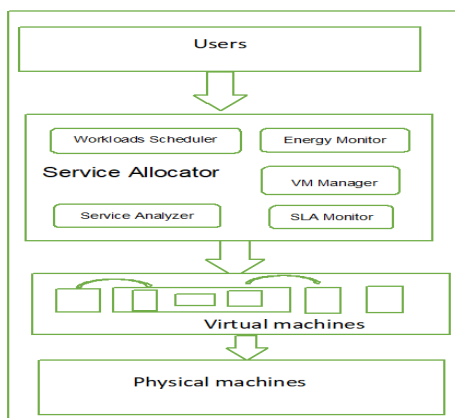 Users
Workloads Scheduler
Energy Monitor
Service Allocator
VM Manager
Service Analyzer
SLA Monitor
Virtual machines
Physical machines